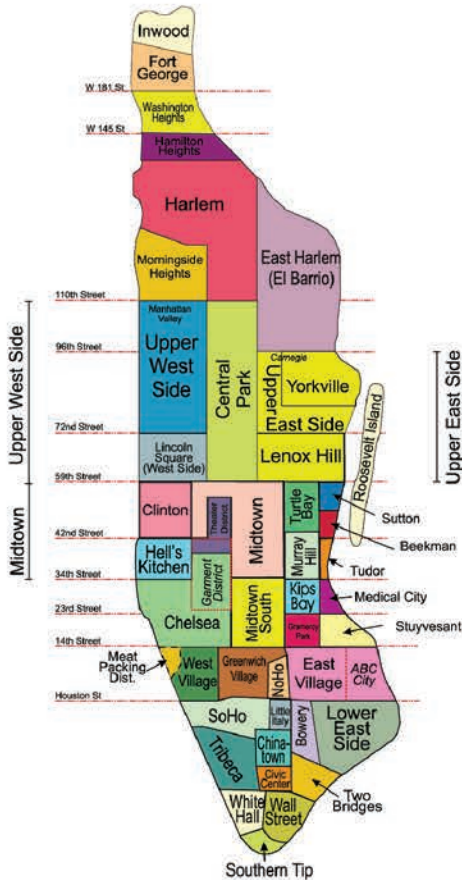 Inwood
Fort
George
W 181 St
Washington
Heights
W 145 St
Hamilton
Heights
Harlem
Morningside
Heights
East Harlem
(El Barrio)
110th Street
Manhattan
Valley
Upper
West
Side
Central
Park
96th Street
Carnegie
Yorkville
Upper
East Side
72nd Street
Lincoln
Square
(West Side)
Lenox Hill
59th Street
Upper West Side
Upper East Side
Roosevelt Island
Midtown
Clinton
Theater
District
Midtown
Turtle
Bay
Sutton
Beekman
42nd Street
Hell's
Kitchen
Garment
District
Murray
Hill
Tudor
34th Street
Chelsea
Midtown
South
Kips
Bay
Medical City
23rd Street
Gramercy
Park
Stuyvesant
14th Street
Meat
Packing
Dist.
West
Village
Greenwich
Village
NoHo
East
Village
ABC
City
Houston St
SoHo
Little
Italy
Bowery
Lower
East
Side
Tribeca
China-
town
Civic
Center
Two
Bridges
White
Hall
Wall
Street
Southern Tip